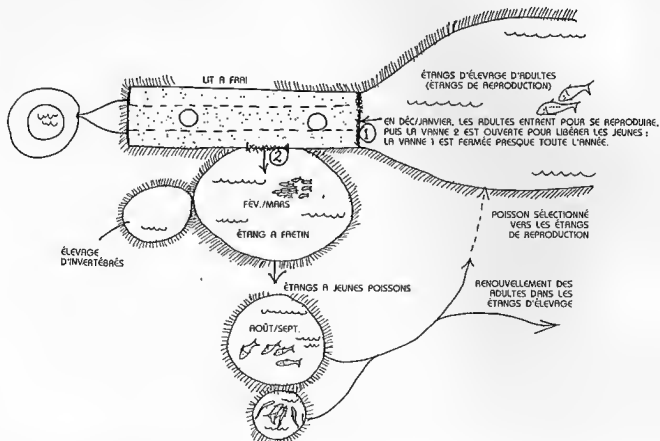 LIT A FRAI
ÉTANGS D'ÉLEVAGE D'ADULTES
(ÉTANGS DE REPRODUCTION)
EN DÉC/JANVIER, LES ADULTES ENTRENT POUR SE REPRODUIRE,
PUIS LA VANNE 2 EST OUVERTE POUR LIBÉRER LES JEUNES :
LA VANNE 1 EST FERMÉE PRESQUE TOUTE L'ANNÉE.
1
2
FÈV./MARS
ÉTANG A FRETIN
ÉLEVAGE
D'INVERTÉBRÉS
POISSON SÉLECTIONNÉ
VERS LES ÉTANGS
DE REPRODUCTION
ÉTANGS A JEUNES POISSONS
RENOUVELLEMENT DES
ADULTES DANS LES
ÉTANGS D'ÉLEVAGE
AOÛT/SEPT.